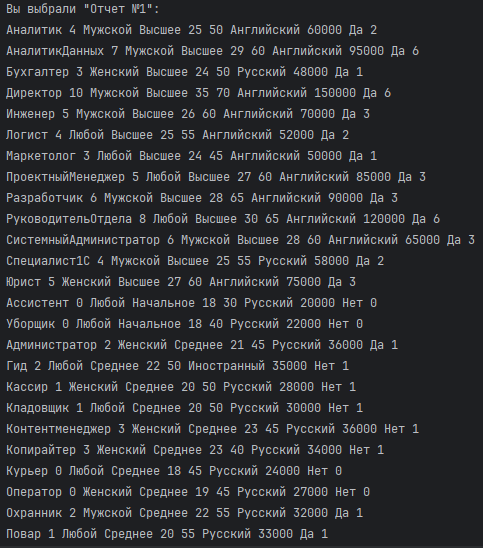 Вы выбрали "Отчет №1":
Аналитик 4 Мужской Высшее 25 50 Английский 60000 Да 2
АналитикДанных 7 Мужской Высшее 29 60 Английский 95000 Да 6
Бухгалтер 3 Женский Высшее 24 50 Русский 48000 Да 1
Директор 10 Мужской Высшее 35 70 Английский 150000 Да 6
Инженер 5 Мужской Высшее 26 60 Английский 70000 Да 3
Логист 4 Любой Высшее 25 55 Английский 52000 Да 2
Маркетолог 3 Любой Высшее 24 45 Английский 50000 Да 1
ПроектныйМенеджер 5 Любой Высшее 27 60 Английский 85000 Да 3
Разработчик 6 Мужской Высшее 28 65 Английский 90000 Да 3
РуководительОтдела 8 Любой Высшее 30 65 Английский 120000 Да 6
СистемныйАдминистратор 6 Мужской Высшее 28 60 Английский 65000 Да 3
Специалист1С 4 Мужской Высшее 25 55 Русский 58000 Да 2
Юрист 5 Женский Высшее 27 60 Английский 75000 Да 3
Ассистент 0 Любой Начальное 18 30 Русский 20000 Нет 0
Уборщик 0 Любой Начальное 18 40 Русский 22000 Нет 0
Администратор 2 Женский Среднее 21 45 Русский 36000 Да 1
Гид 2 Любой Среднее 22 50 Иностранный 35000 Нет 1
Кассир 1 Женский Среднее 20 50 Русский 28000 Нет 1
Кладовщик 1 Любой Среднее 20 50 Русский 30000 Нет 1
Контентменеджер 3 Женский Среднее 23 45 Русский 36000 Нет 1
Копирайтер 3 Женский Среднее 23 40 Русский 34000 Нет 1
Курьер 0 Любой Среднее 18 45 Русский 24000 Нет 0
Оператор 0 Женский Среднее 19 45 Русский 27000 Нет 0
Охранник 2 Мужской Среднее 22 55 Русский 32000 Да 1
Повар 1 Любой Среднее 20 55 Русский 33000 Да 1